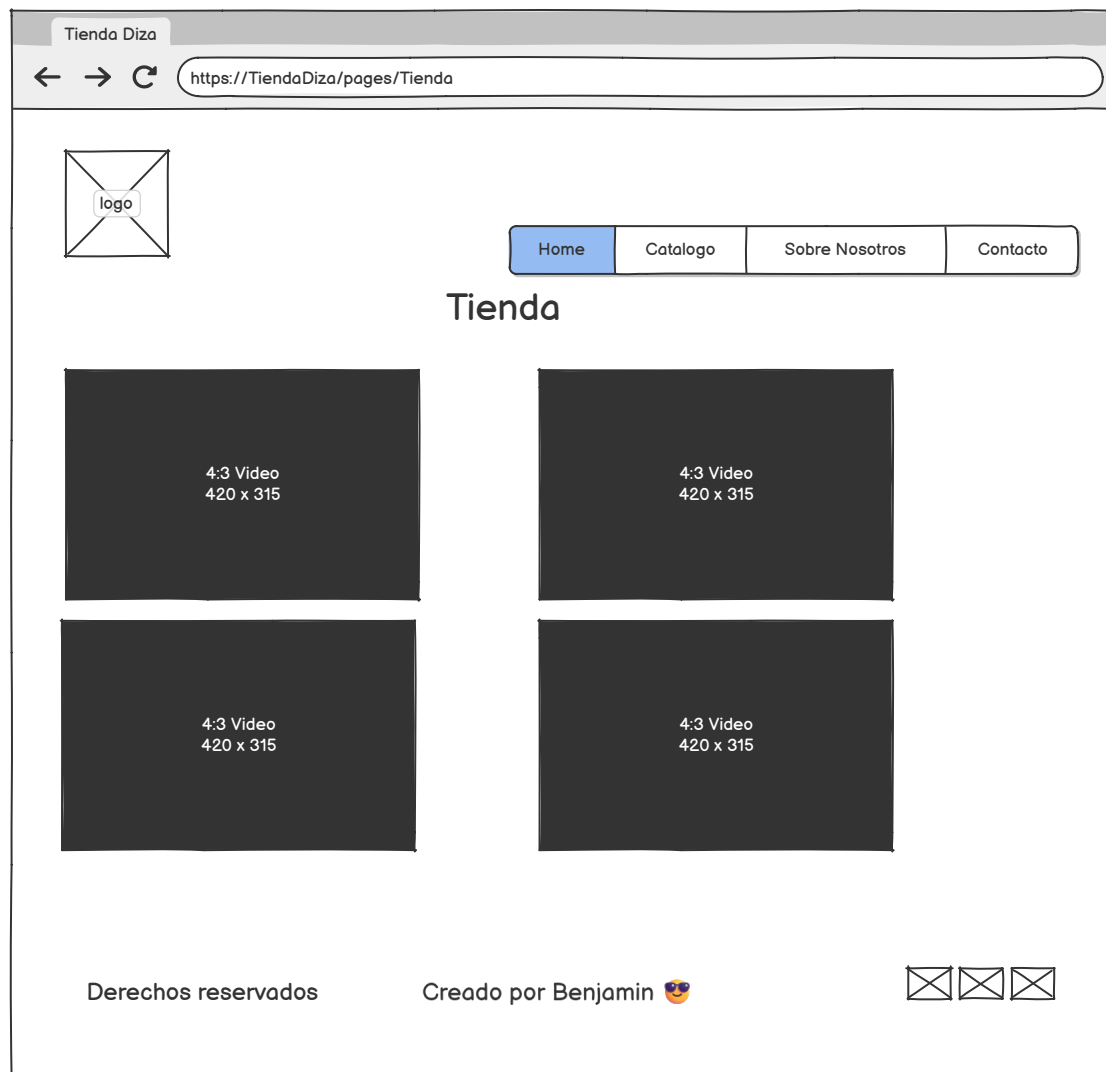 Tienda Diza
https://TiendaDiza/pages/Tienda
logo
Home Catalogo Sobre Nosotros Contacto
Tienda
4:3 Video
420 x 315
4:3 Video
420 x 315
4:3 Video
420 x 315
4:3 Video
420 x 315
Derechos reservados
Creado por Benjamin 😎